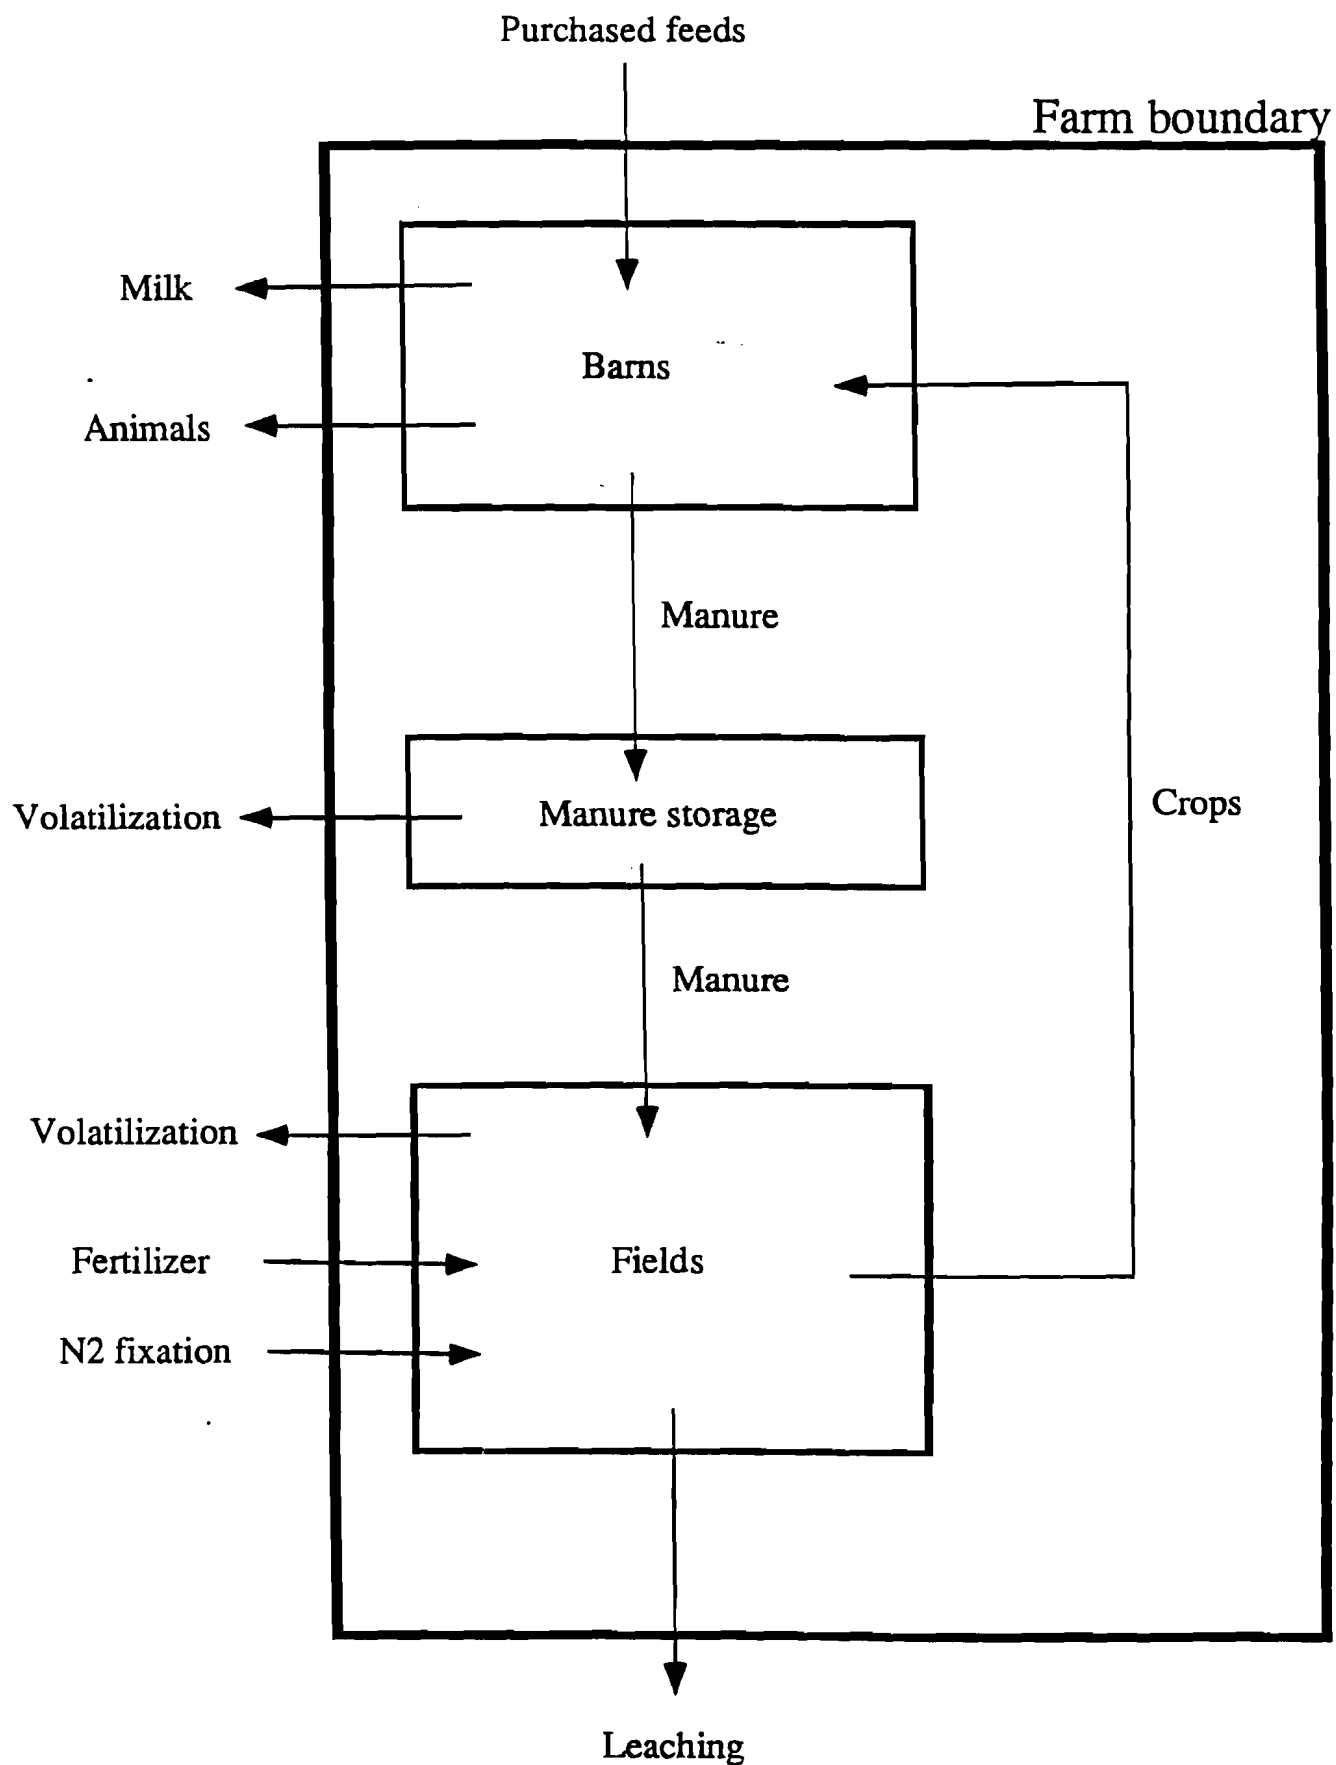 Purchased feeds
Farm boundary
Milk
Barns
Animals
Manure
Volatilization
Manure storage
Crops
Manure
Volatilization
Fertilizer
Fields
N2 fixation
Leaching